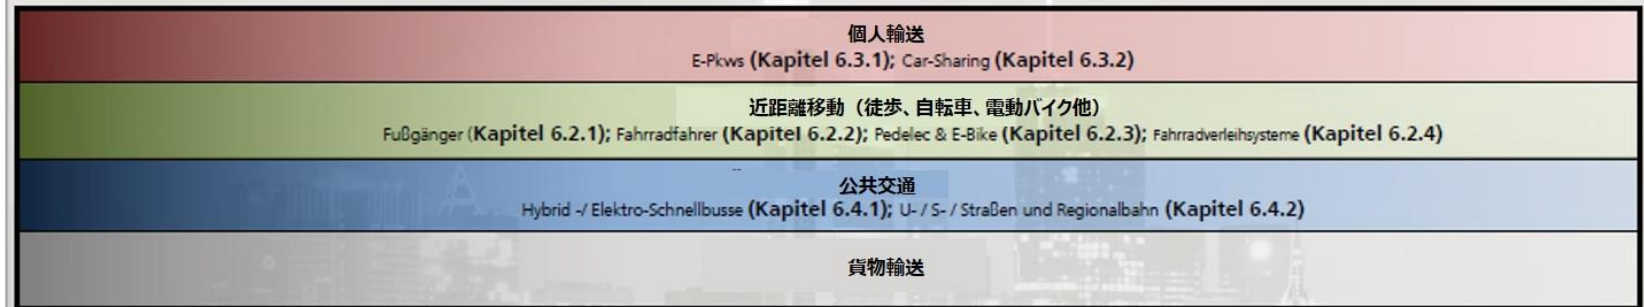 個人輸送
E-Pkws (Kapitel 6.3.1); Car-Sharing (Kapitel 6.3.2)
近距離移動（徒歩、自転車、電動バイク他）
Fußgänger (Kapitel 6.2.1); Fahrradfahrer (Kapitel 6.2.2); Pedelec & E-Bike (Kapitel 6.2.3); Fahrradverleihsysteme (Kapitel 6.2.4)
公共交通
Hybrid -/ Elektro-Schnellbusse (Kapitel 6.4.1); U- / S- / Straßen und Regionalbahn (Kapitel 6.4.2)
貨物輸送